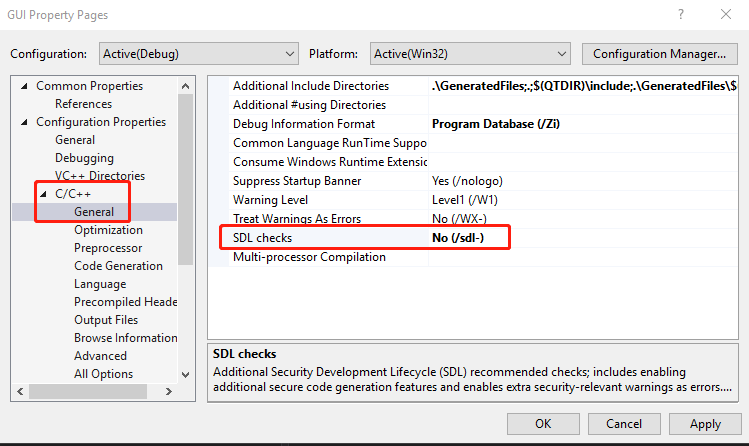 GUI Property Pages
?
Configuration: Active(Debug) Platform: Active(Win32) Configuration Manager...
Common Properties
References
Configuration Properties
General
Debugging
VC++ Directories
C/C++
General
Optimization
Preprocessor
Code Generation
Language
Precompiled Heade
Output Files
Browse Information
Advanced
All Options
Additional Include Directories .\GeneratedFiles;.;$(QTDIR)\include;.\GeneratedFiles\$
Additional #using Directories
Debug Information Format Program Database (/Zi)
Common Language RunTime Suppo
Consume Windows Runtime Extension
Suppress Startup Banner Yes (/nologo)
Warning Level Level1 (/W1)
Treat Warnings As Errors No (/WX-)
SDL checks No (/sdl-)
Multi-processor Compilation
SDL checks
Additional Security Development Lifecycle (SDL) recommended checks; includes enabling
additional secure code generation features and enables extra security-relevant warnings as errors....
OK Cancel Apply